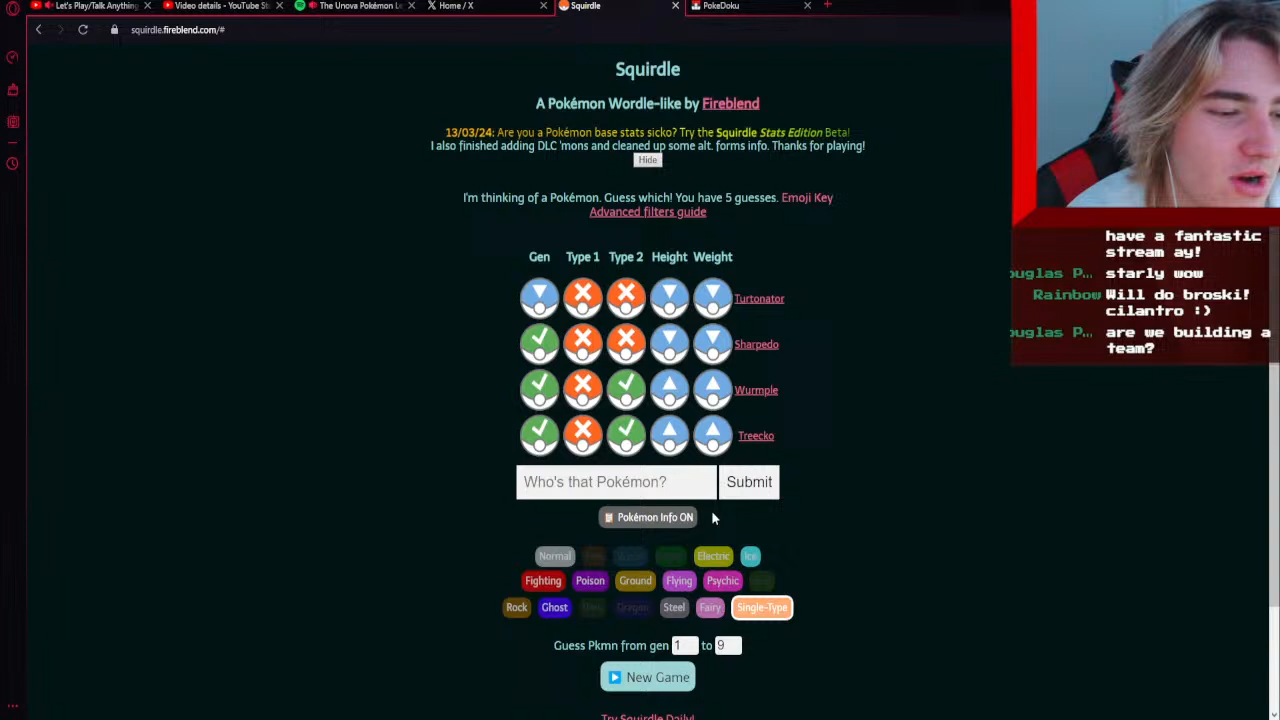 Let's Play/Talk Anything
Video details - YouTube St
The Unova Pokémon Le
Home / X
Squirdle
PokeDoku
squirdle.fireblend.com/#
Squirdle
A Pokémon Wordle-like by Fireblend
13/03/24: Are you a Pokémon base stats sicko? Try the Squirdle Stats Edition Beta!
I also finished adding DLC 'mons and cleaned up some alt. forms info. Thanks for playing!
Hide
I'm thinking of a Pokémon. Guess which! You have 5 guesses. Emoji Key
Advanced filters guide
Gen Type 1 Type 2 Height Weight
Turtonator
Sharpedo
Wurmple
Treecko
Who's that Pokémon? Submit
Pokémon Info ON
Normal Electric Ice
Fighting Poison Ground Flying Psychic
Rock Ghost Dragon Steel Fairy Single-Type
Guess Pkmn from gen 1 to 9
New Game
Try Squirdle Daily!
have a fantastic
stream ay!
ouglas P... starly wow
Rainbow Will do broski!
cilantro :)
ouglas P... are we building a
team?